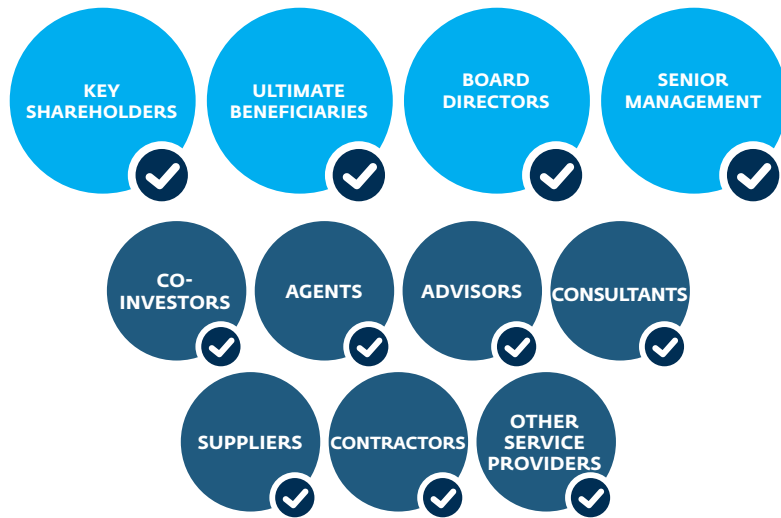 KEY
SHAREHOLDERS
ULTIMATE
BENEFICIARIES
BOARD
DIRECTORS
SENIOR
MANAGEMENT
CO-
INVESTORS
AGENTS
ADVISORS
CONSULTANTS
SUPPLIERS
CONTRACTORS
OTHER
SERVICE
PROVIDERS